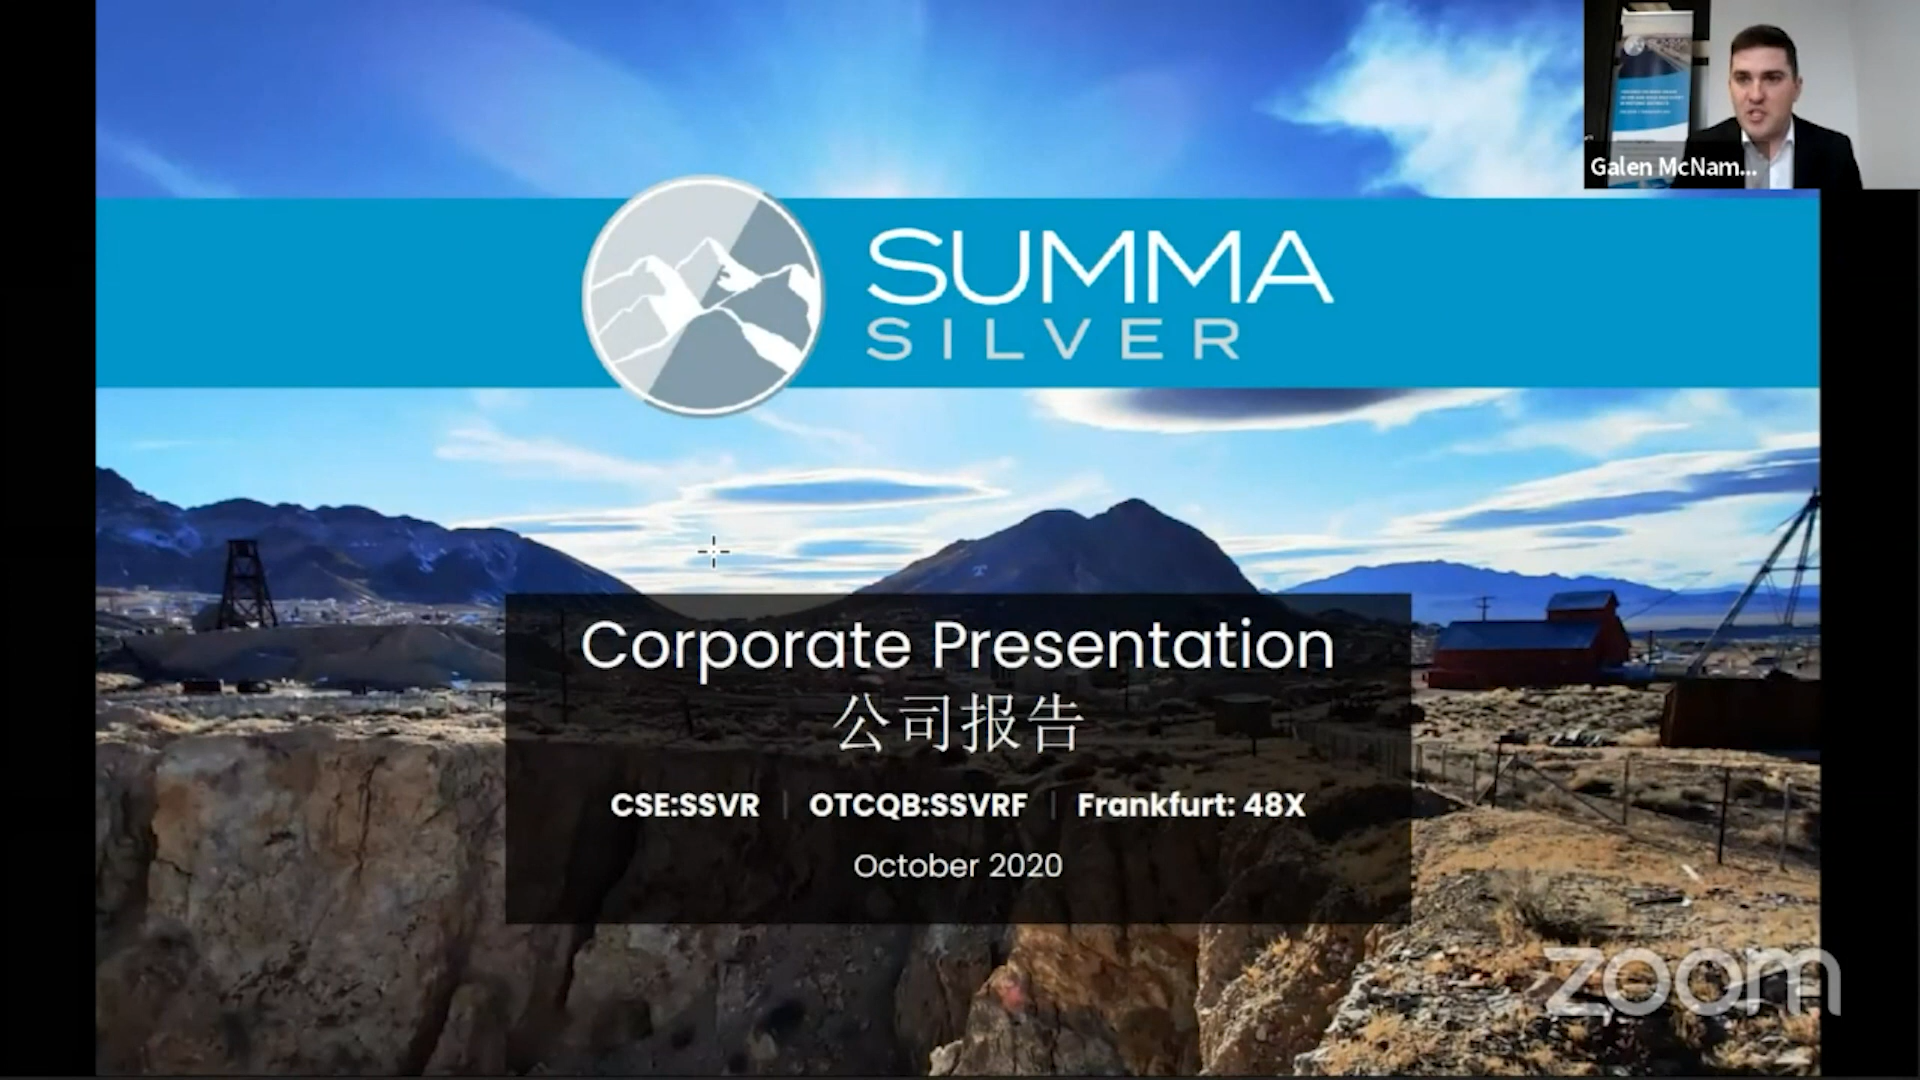 SUMMA
SILVER
Galen McNam...
Corporate Presentation
公司报告
CSE:SSVR | OTCQB:SSVRF | Frankfurt: 48X
October 2020
zoom